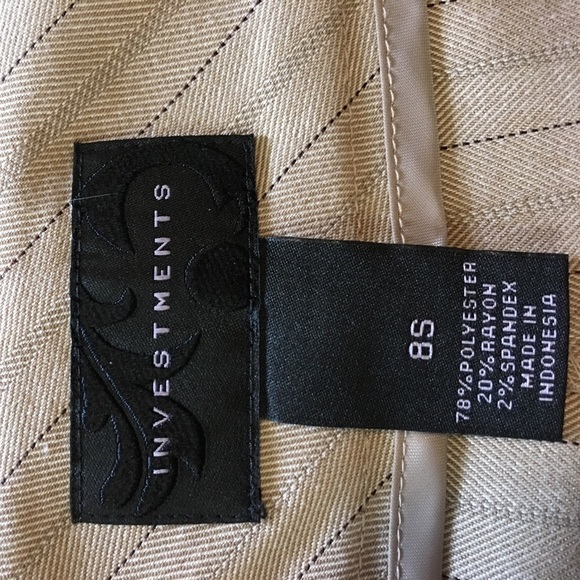 INVESTMENTS
8S
78%POLYESTER
20%RAYON
2%SPANDEX
MADE IN
INDONESIA